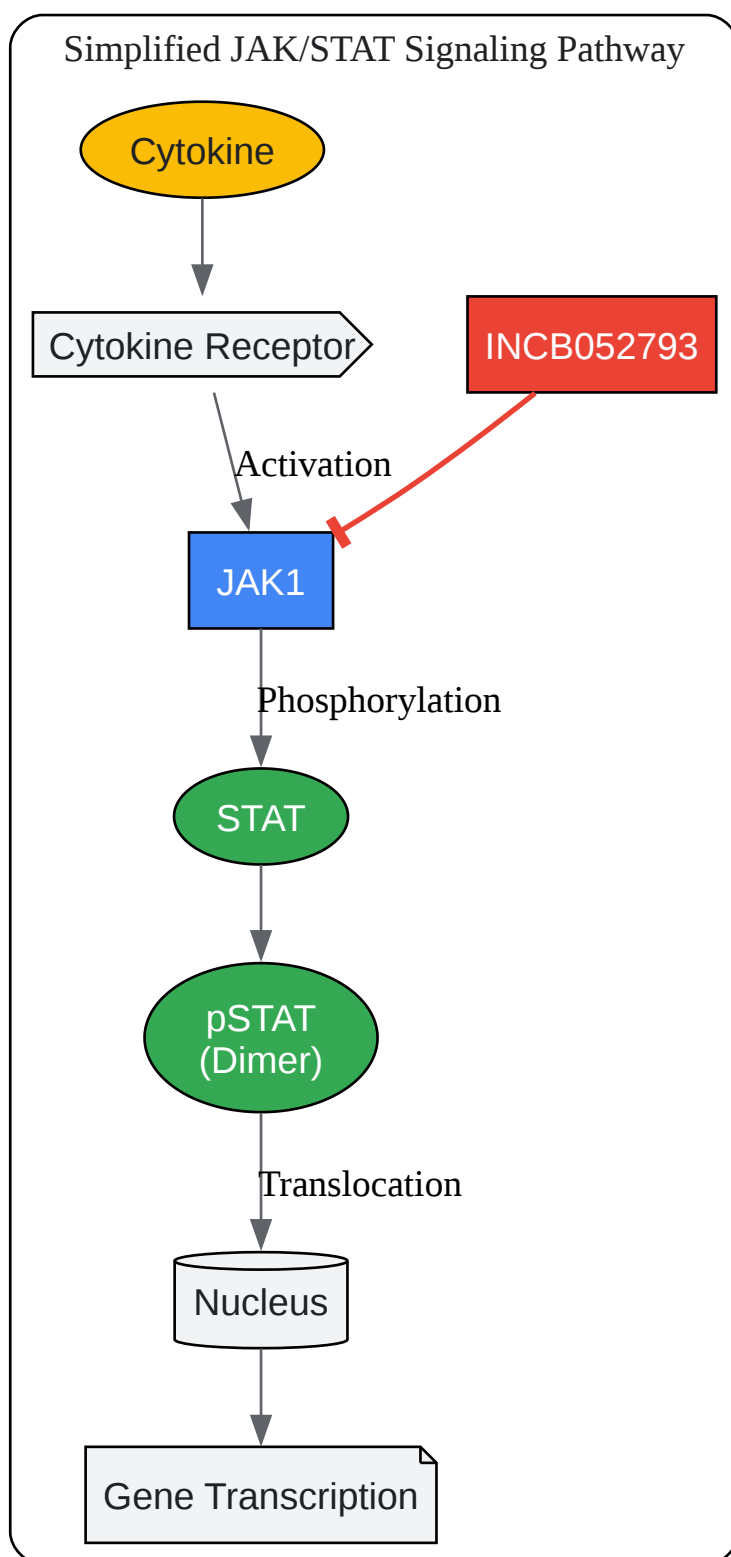 Simplified JAK/STAT Signaling Pathway
Cytokine
Cytokine Receptor
INCB052793
Activation
JAK1
Phosphorylation
STAT
pSTAT
(Dimer)
Translocation
Nucleus
Gene Transcription